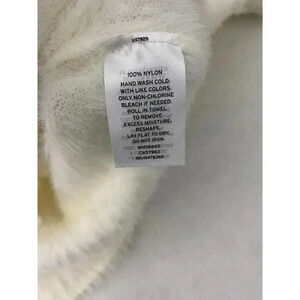 100% NYLON
HAND WASH COLD.
WITH LIKE COLORS.
ONLY NON-CHLORINE
BLEACH IF NEEDED.
ROLL IN TOWEL
TO REMOVE
EXCESS MOISTURE,
RESHAPE.
LAY FLAT TO DRY.
DO NOT IRON.
CA57963